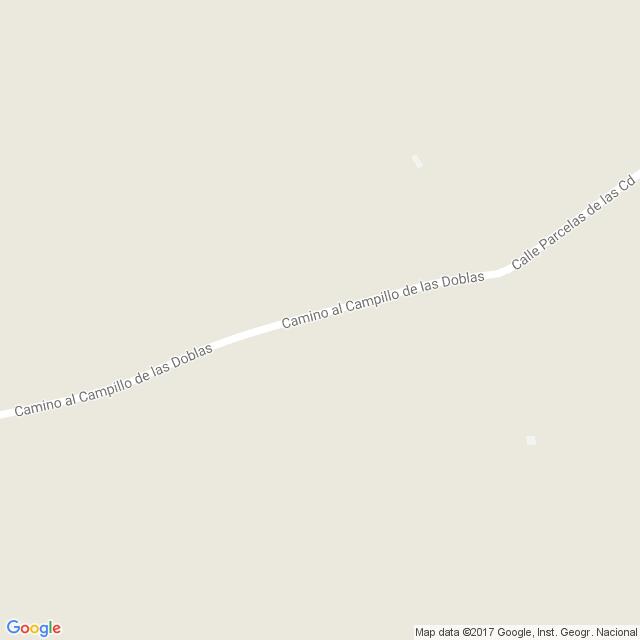 Calle Parcelas de las Cd
Camino al Campillo de las Doblas
Camino al Campillo de las Doblas
Google
Map data ©2017 Google, Inst. Geogr. Nacional